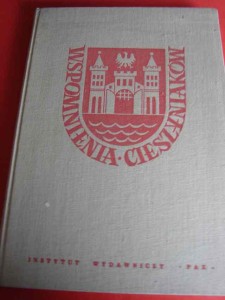 WSPOMNIENIA · CIESZYNIAKÓW
INSTYTUT WYDAWNICZY · PAX ·